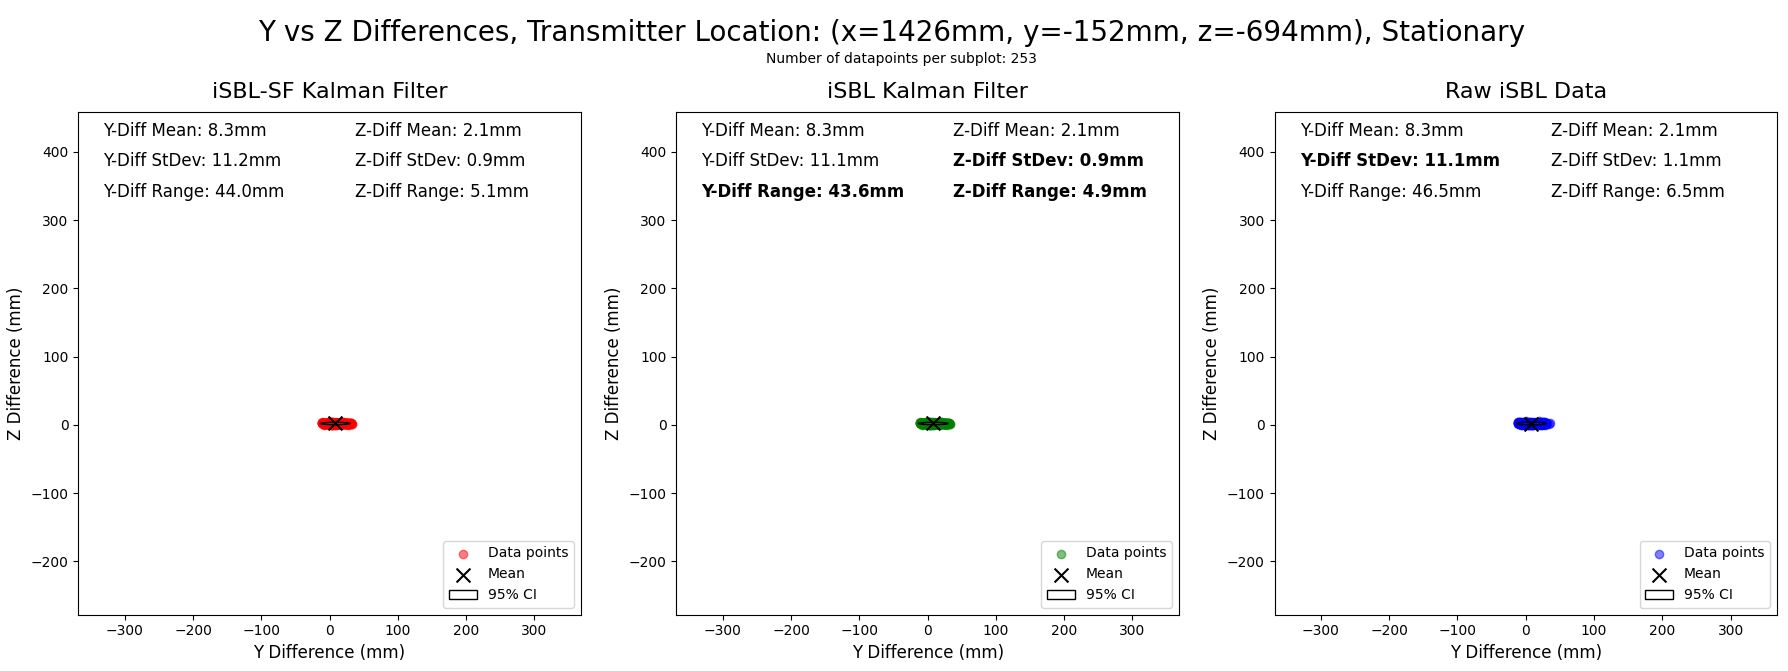 Y vs Z Differences, Transmitter Location: (x=1426mm, y=-152mm, z=-694mm), Stationary
Number of datapoints per subplot: 253
iSBL-SF Kalman Filter
Y-Diff Mean: 8.3mm
Z-Diff Mean: 2.1mm
Y-Diff StDev: 11.2mm
Z-Diff StDev: 0.9mm
Y-Diff Range: 44.0mm
Z-Diff Range: 5.1mm
Z Difference (mm)
400
300
200
100
0
−100
−200
Data points
Mean
95% CI
−300
−200
−100
0
100
200
300
Y Difference (mm)
iSBL Kalman Filter
Y-Diff Mean: 8.3mm
Z-Diff Mean: 2.1mm
Y-Diff StDev: 11.1mm
Z-Diff StDev: 0.9mm
Y-Diff Range: 43.6mm
Z-Diff Range: 4.9mm
Z Difference (mm)
400
300
200
100
0
−100
−200
Data points
Mean
95% CI
−300
−200
−100
0
100
200
300
Y Difference (mm)
Raw iSBL Data
Y-Diff Mean: 8.3mm
Z-Diff Mean: 2.1mm
Y-Diff StDev: 11.1mm
Z-Diff StDev: 1.1mm
Y-Diff Range: 46.5mm
Z-Diff Range: 6.5mm
Z Difference (mm)
400
300
200
100
0
−100
−200
Data points
Mean
95% CI
−300
−200
−100
0
100
200
300
Y Difference (mm)